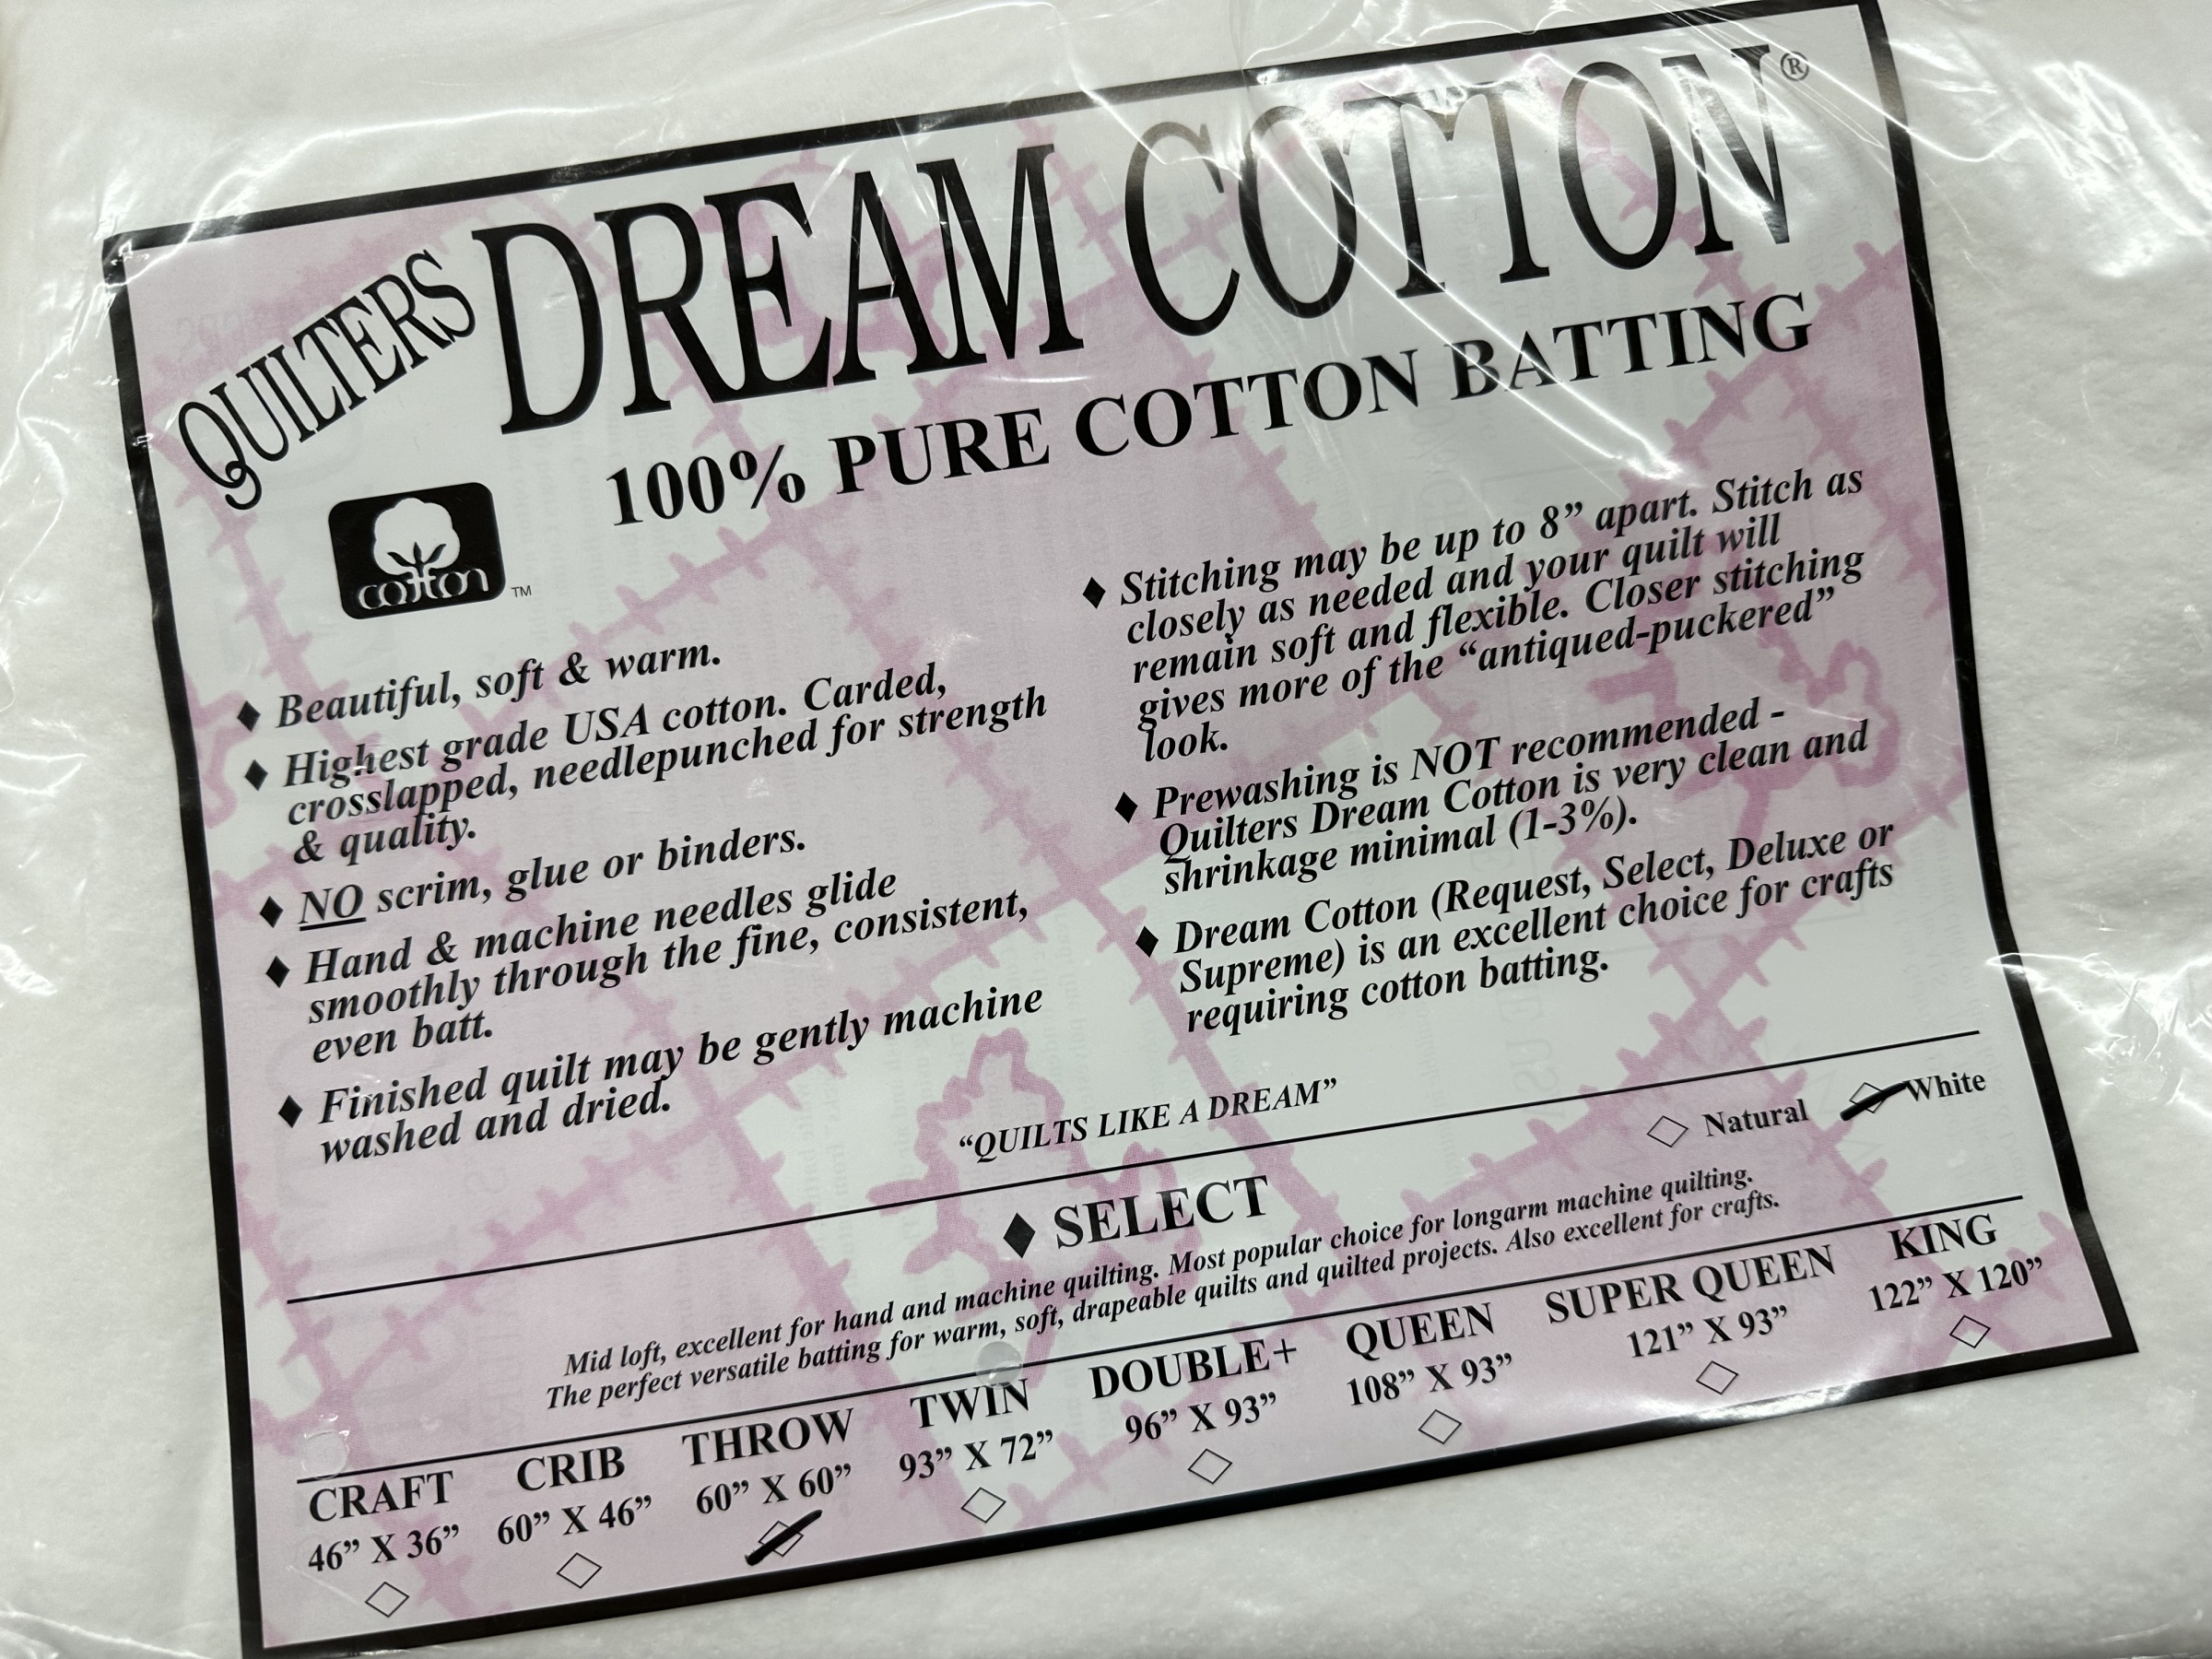 QUILTERS DREAM COTTON®
100% PURE COTTON BATTING
cotton ™
♦ Beautiful, soft & warm.
♦ Highest grade USA cotton. Carded,
crosslapped, needlepunched for strength
& quality.
♦ NO scrim, glue or binders.
♦ Hand & machine needles glide
smoothly through the fine, consistent,
even batt.
♦ Finished quilt may be gently machine
washed and dried.
♦ Stitching may be up to 8” apart. Stitch as
closely as needed and your quilt will
remain soft and flexible. Closer stitching
gives more of the “antiqued-puckered”
look.
♦ Prewashing is NOT recommended -
Quilters Dream Cotton is very clean and
shrinkage minimal (1-3%).
♦ Dream Cotton (Request, Select, Deluxe or
Supreme) is an excellent choice for crafts
requiring cotton batting.
“QUILTS LIKE A DREAM”
◇ Natural ◇ White
♦ SELECT
Mid loft, excellent for hand and machine quilting. Most popular choice for longarm machine quilting.
The perfect versatile batting for warm, soft, drapeable quilts and quilted projects. Also excellent for crafts.
CRAFT CRIB THROW TWIN DOUBLE+ QUEEN SUPER QUEEN KING
46” X 36” 60” X 46” 60” X 60” 93” X 72” 96” X 93” 108” X 93” 121” X 93” 122” X 120”